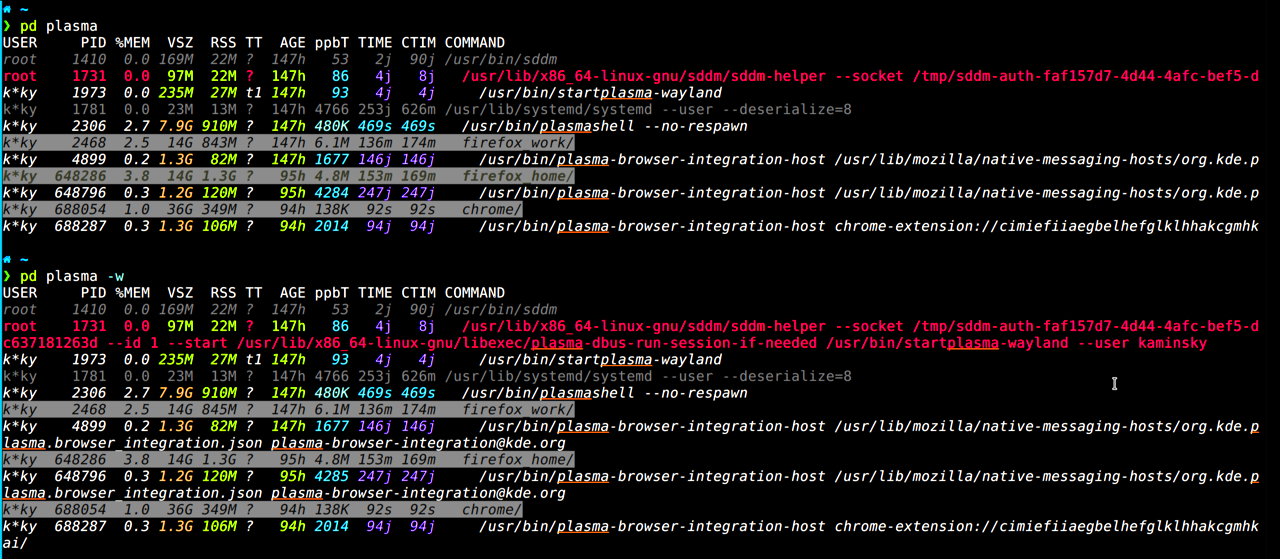 ~
❯ pd plasma
USER PID %MEM VSZ RSS TT AGE ppbT TIME CTIM COMMAND
root 1410 0.0 169M 22M ? 147h 53 2j 90j /usr/bin/sddm
root 1731 0.0 97M 22M ? 147h 86 4j 8j /usr/lib/x86_64-linux-gnu/sddm/sddm-helper --socket /tmp/sddm-auth-faf157d7-4d44-4afc-bef5-d
k*ky 1973 0.0 235M 27M t1 147h 93 4j 4j /usr/bin/startplasma-wayland
k*ky 1781 0.0 23M 13M ? 147h 4766 253j 626m /usr/lib/systemd/systemd --user --deserialize=8
k*ky 2306 2.7 7.9G 910M ? 147h 480K 469s 469s /usr/bin/plasmashell --no-respawn
k*ky 2468 2.5 14G 843M ? 147h 6.1M 136m 174m firefox_work/
k*ky 4899 0.2 1.3G 82M ? 147h 1677 146j 146j /usr/bin/plasma-browser-integration-host /usr/lib/mozilla/native-messaging-hosts/org.kde.p
k*ky 648286 3.8 14G 1.3G ? 95h 4.8M 153m 169m firefox_home/
k*ky 648796 0.3 1.2G 120M ? 95h 4284 247j 247j /usr/bin/plasma-browser-integration-host /usr/lib/mozilla/native-messaging-hosts/org.kde.p
k*ky 688054 1.0 36G 349M ? 94h 138K 92s 92s chrome/
k*ky 688287 0.3 1.3G 106M ? 94h 2014 94j 94j /usr/bin/plasma-browser-integration-host chrome-extension://cimiefiiaegbelhefglklhhakcgmhk
~
❯ pd plasma -w
USER PID %MEM VSZ RSS TT AGE ppbT TIME CTIM COMMAND
root 1410 0.0 169M 22M ? 147h 53 2j 90j /usr/bin/sddm
root 1731 0.0 97M 22M ? 147h 86 4j 8j /usr/lib/x86_64-linux-gnu/sddm/sddm-helper --socket /tmp/sddm-auth-faf157d7-4d44-4afc-bef5-d
c637181263d --id 1 --start /usr/lib/x86_64-linux-gnu/libexec/plasma-dbus-run-session-if-needed /usr/bin/startplasma-wayland --user kaminsky
k*ky 1973 0.0 235M 27M t1 147h 93 4j 4j /usr/bin/startplasma-wayland
k*ky 1781 0.0 23M 13M ? 147h 4766 253j 626m /usr/lib/systemd/systemd --user --deserialize=8
k*ky 2306 2.7 7.9G 910M ? 147h 480K 469s 469s /usr/bin/plasmashell --no-respawn
k*ky 2468 2.5 14G 845M ? 147h 6.1M 136m 174m firefox_work/
k*ky 4899 0.2 1.3G 82M ? 147h 1677 146j 146j /usr/bin/plasma-browser-integration-host /usr/lib/mozilla/native-messaging-hosts/org.kde.p
lasma.browser_integration.json plasma-browser-integration@kde.org
k*ky 648286 3.8 14G 1.3G ? 95h 4.8M 153m 169m firefox_home/
k*ky 648796 0.3 1.2G 120M ? 95h 4285 247j 247j /usr/bin/plasma-browser-integration-host /usr/lib/mozilla/native-messaging-hosts/org.kde.p
lasma.browser_integration.json plasma-browser-integration@kde.org
k*ky 688054 1.0 36G 349M ? 94h 138K 92s 92s chrome/
k*ky 688287 0.3 1.3G 106M ? 94h 2014 94j 94j /usr/bin/plasma-browser-integration-host chrome-extension://cimiefiiaegbelhefglklhhakcgmhk
ai/